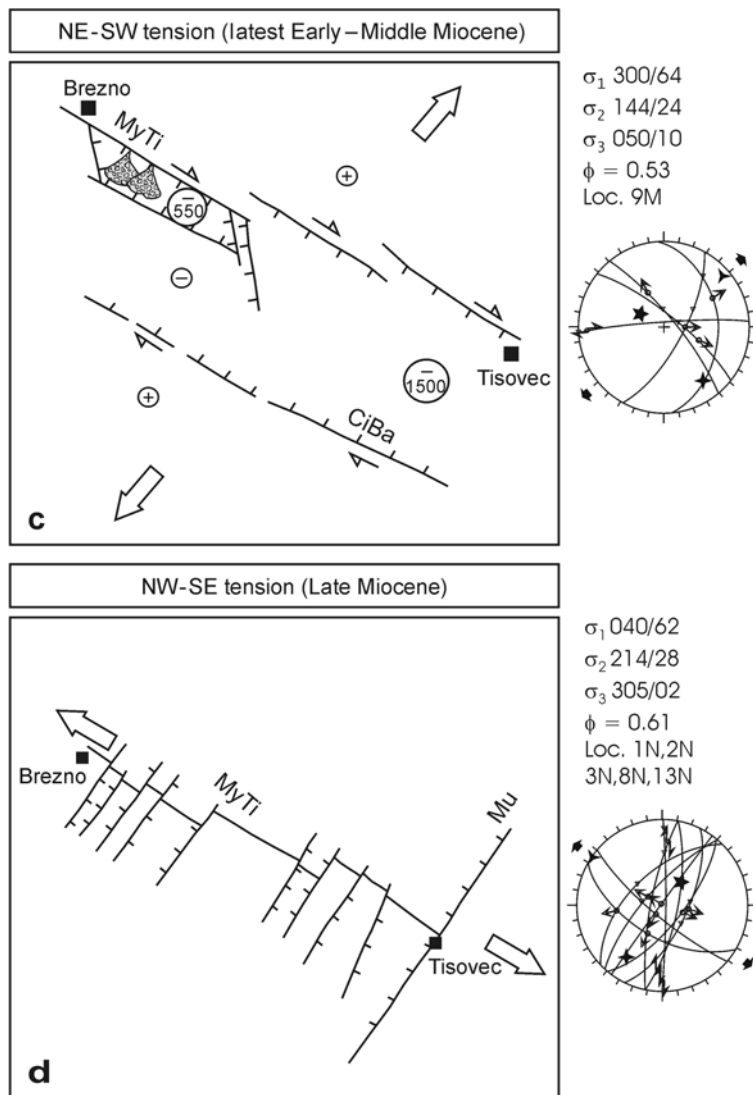 NE-SW tension (latest Early–Middle Miocene)
Brezno
MyTi
+
–
550
–
+
–
1500
Tisovec
CiBa
c
σ1 300/64
σ2 144/24
σ3 050/10
ϕ = 0.53
Loc. 9M
NW-SE tension (Late Miocene)
Brezno
MyTi
Mu
Tisovec
d
σ1 040/62
σ2 214/28
σ3 305/02
ϕ = 0.61
Loc. 1N,2N
3N,8N,13N